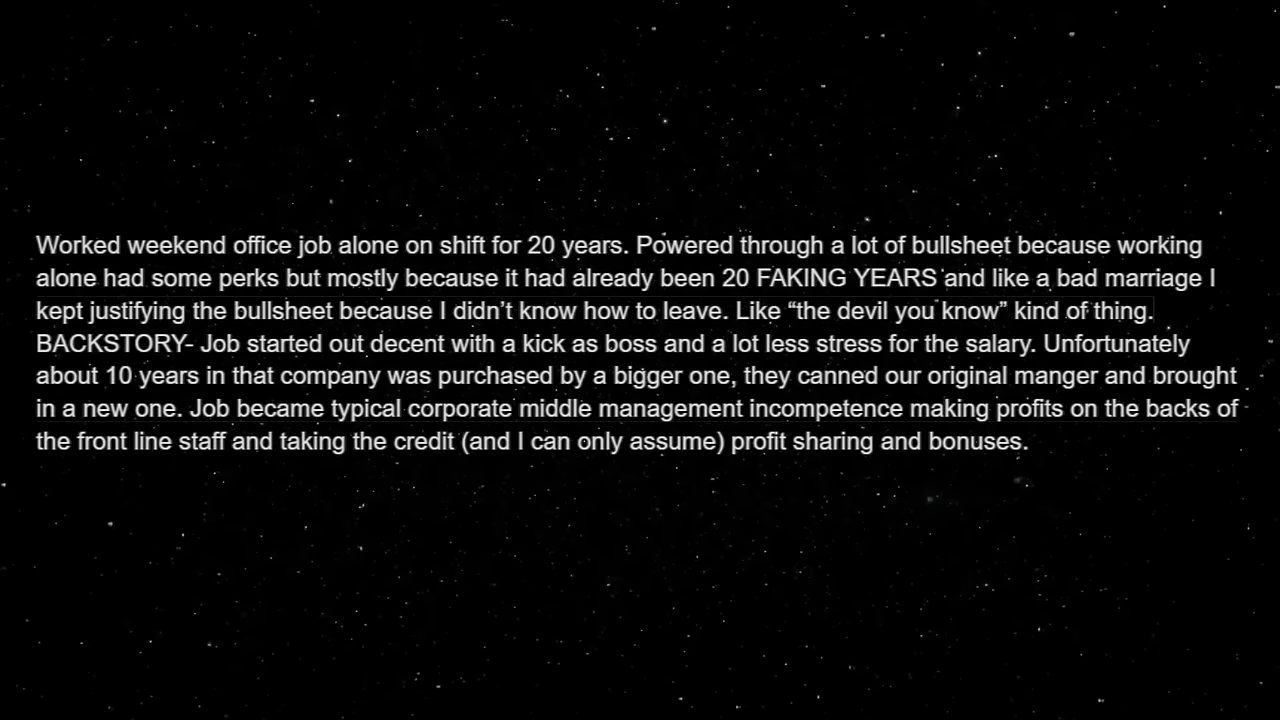 Worked weekend office job alone on shift for 20 years. Powered through a lot of bullsheet because working
alone had some perks but mostly because it had already been 20 FAKING YEARS and like a bad marriage I
kept justifying the bullsheet because I didn’t know how to leave. Like “the devil you know” kind of thing.
BACKSTORY- Job started out decent with a kick as boss and a lot less stress for the salary. Unfortunately
about 10 years in that company was purchased by a bigger one, they canned our original manger and brought
in a new one. Job became typical corporate middle management incompetence making profits on the backs of
the front line staff and taking the credit (and I can only assume) profit sharing and bonuses.